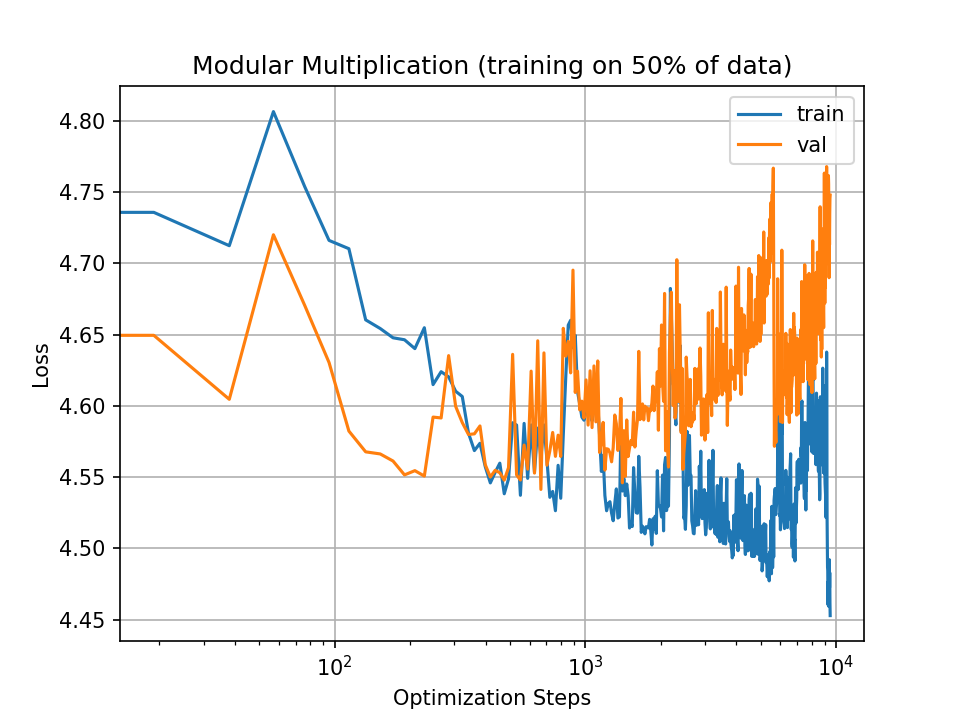 Modular Multiplication (training on 50% of data)
train
val
4.80
4.75
4.70
4.65
4.60
4.55
4.50
4.45
Loss
10²
10³
10⁴
Optimization Steps